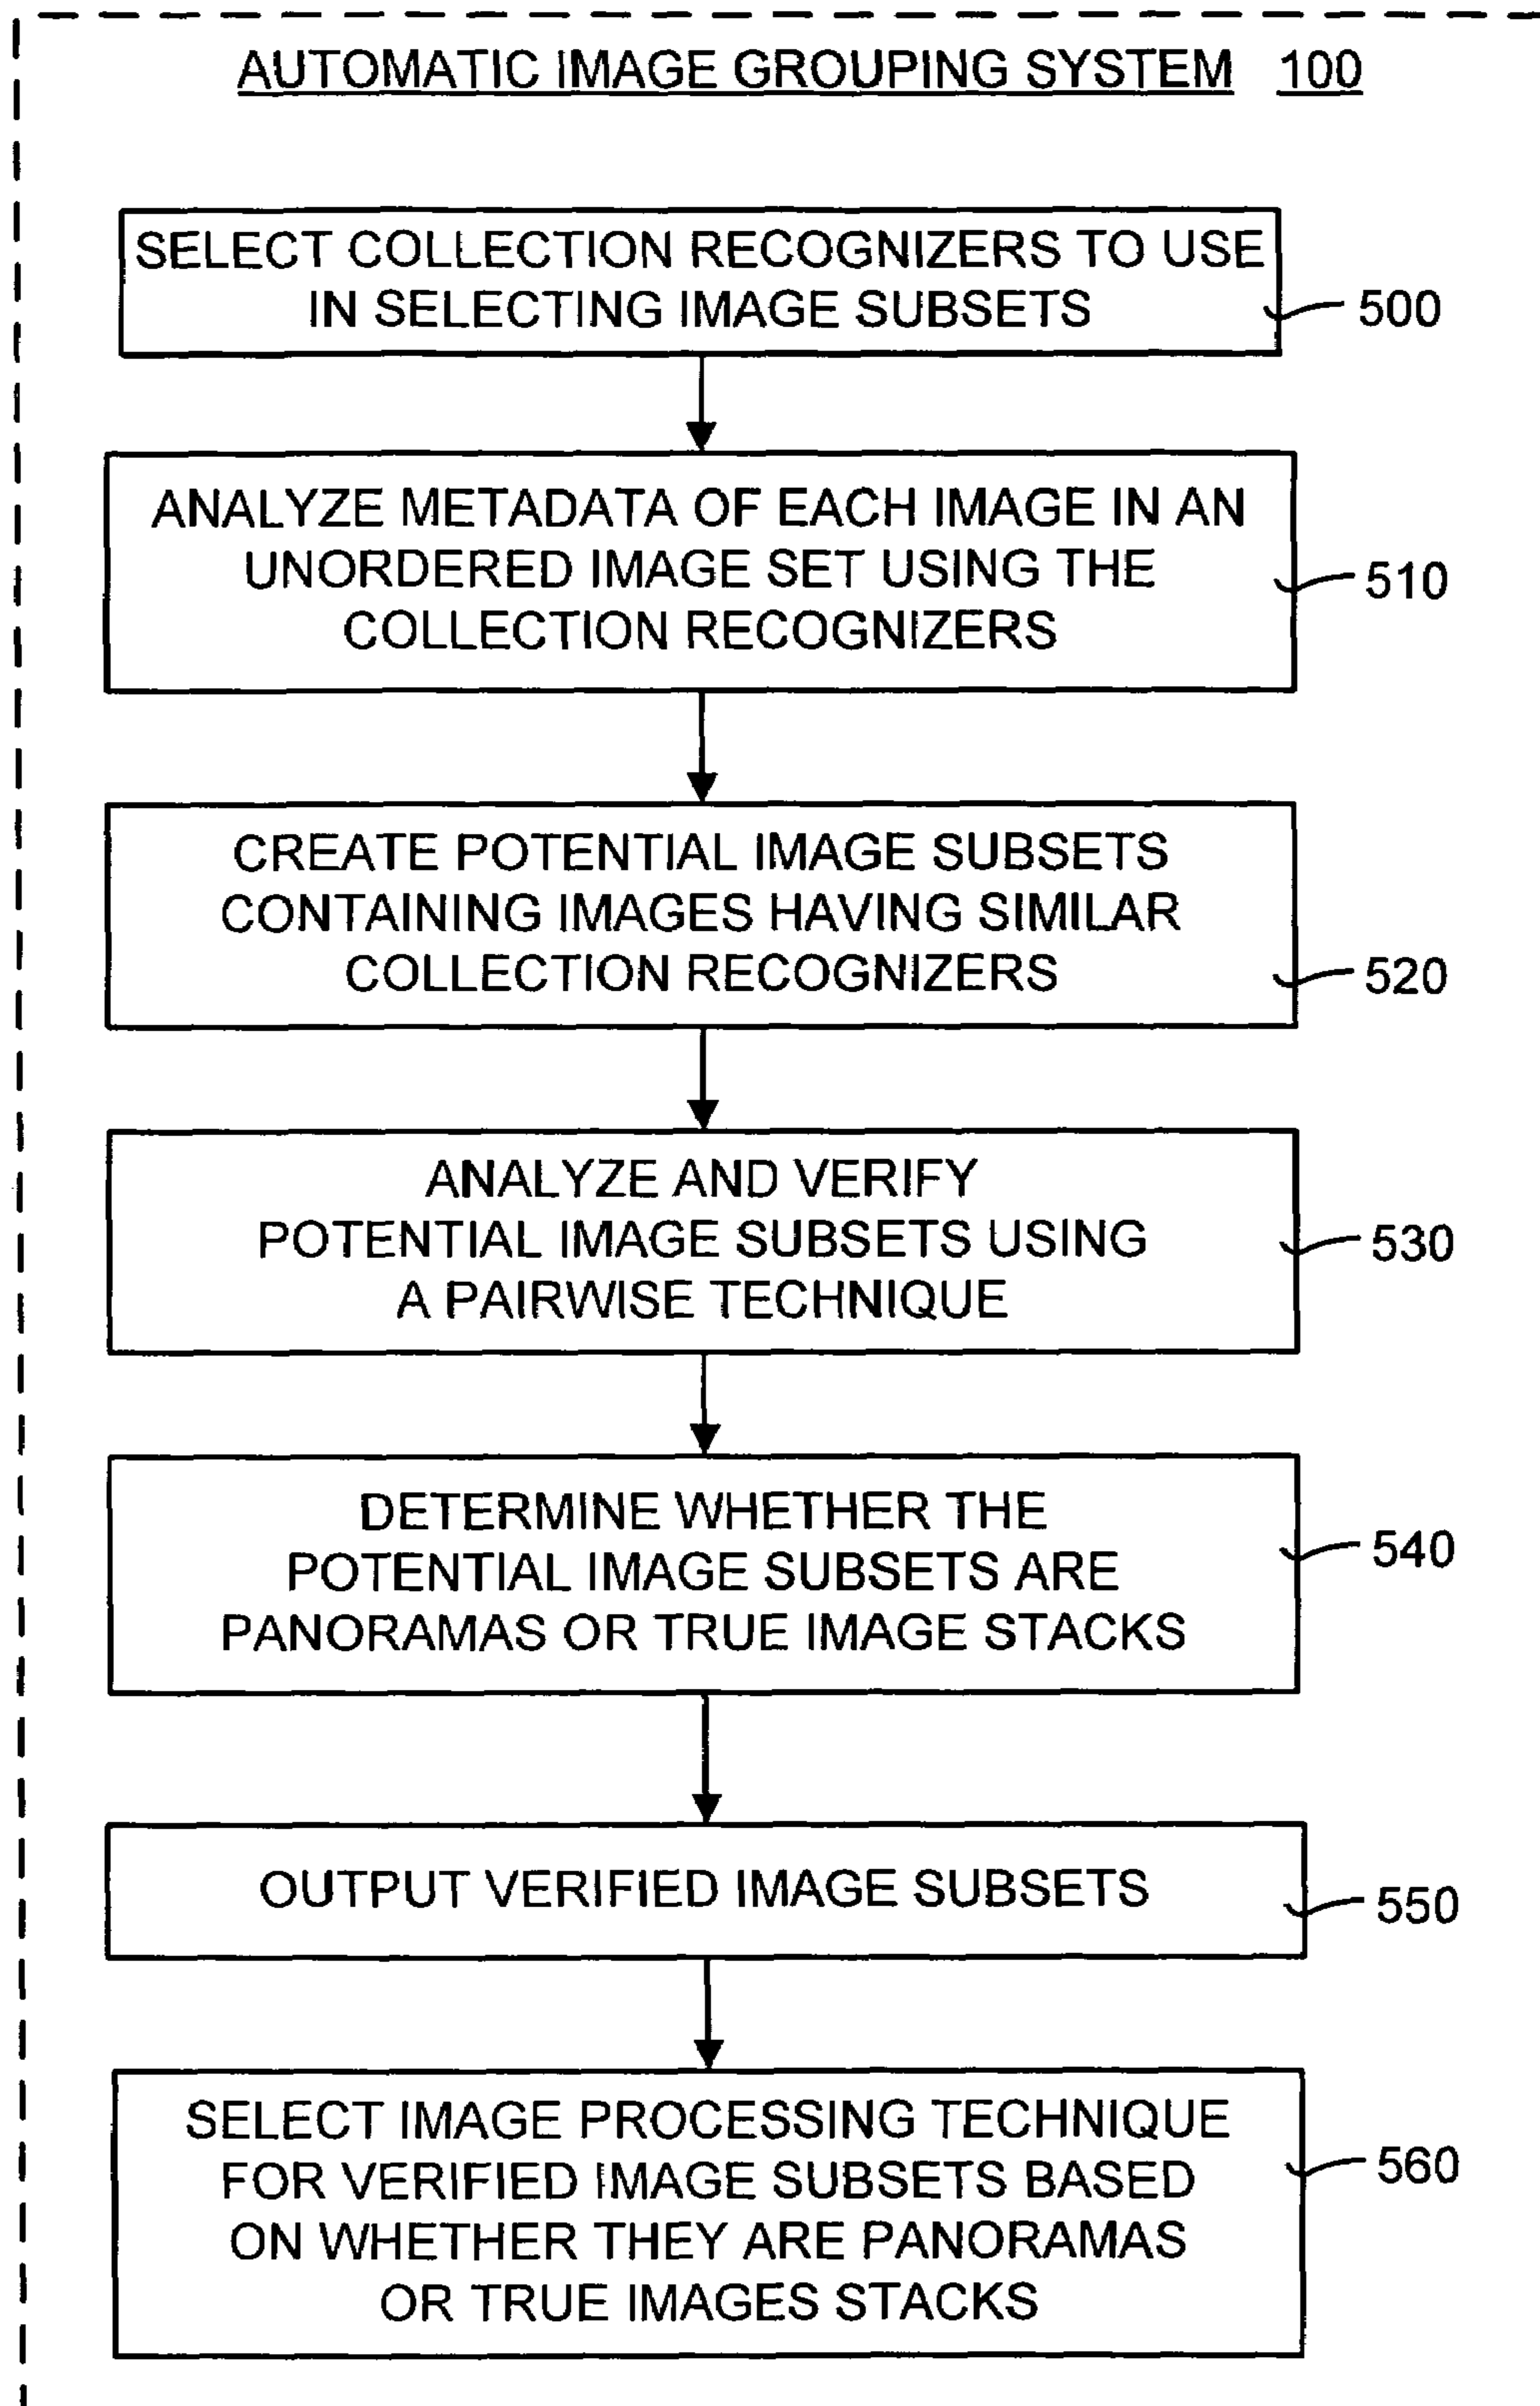 AUTOMATIC IMAGE GROUPING SYSTEM 100
SELECT COLLECTION RECOGNIZERS TO USE
IN SELECTING IMAGE SUBSETS
500
ANALYZE METADATA OF EACH IMAGE IN AN
UNORDERED IMAGE SET USING THE
COLLECTION RECOGNIZERS
510
CREATE POTENTIAL IMAGE SUBSETS
CONTAINING IMAGES HAVING SIMILAR
COLLECTION RECOGNIZERS
520
ANALYZE AND VERIFY
POTENTIAL IMAGE SUBSETS USING
A PAIRWISE TECHNIQUE
530
DETERMINE WHETHER THE
POTENTIAL IMAGE SUBSETS ARE
PANORAMAS OR TRUE IMAGE STACKS
540
OUTPUT VERIFIED IMAGE SUBSETS
550
SELECT IMAGE PROCESSING TECHNIQUE
FOR VERIFIED IMAGE SUBSETS BASED
ON WHETHER THEY ARE PANORAMAS
OR TRUE IMAGES STACKS
560